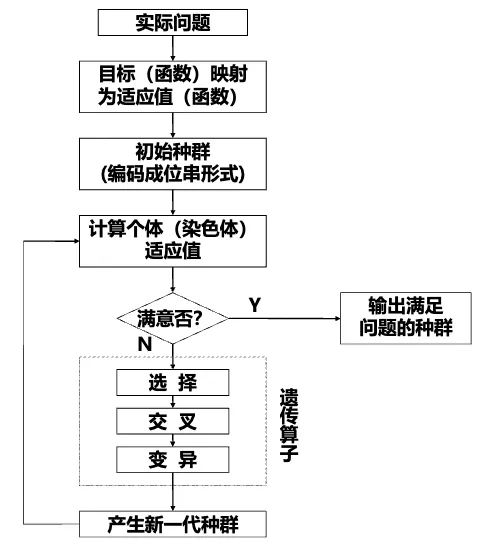 实际问题
目标（函数）映射
为适应值（函数）
初始种群
(编码成位串形式)
计算个体（染色体）
适应值
满意否?
Y
输出满足
问题的种群
N
选 择
交 叉
变 异
遗传算子
产生新一代种群